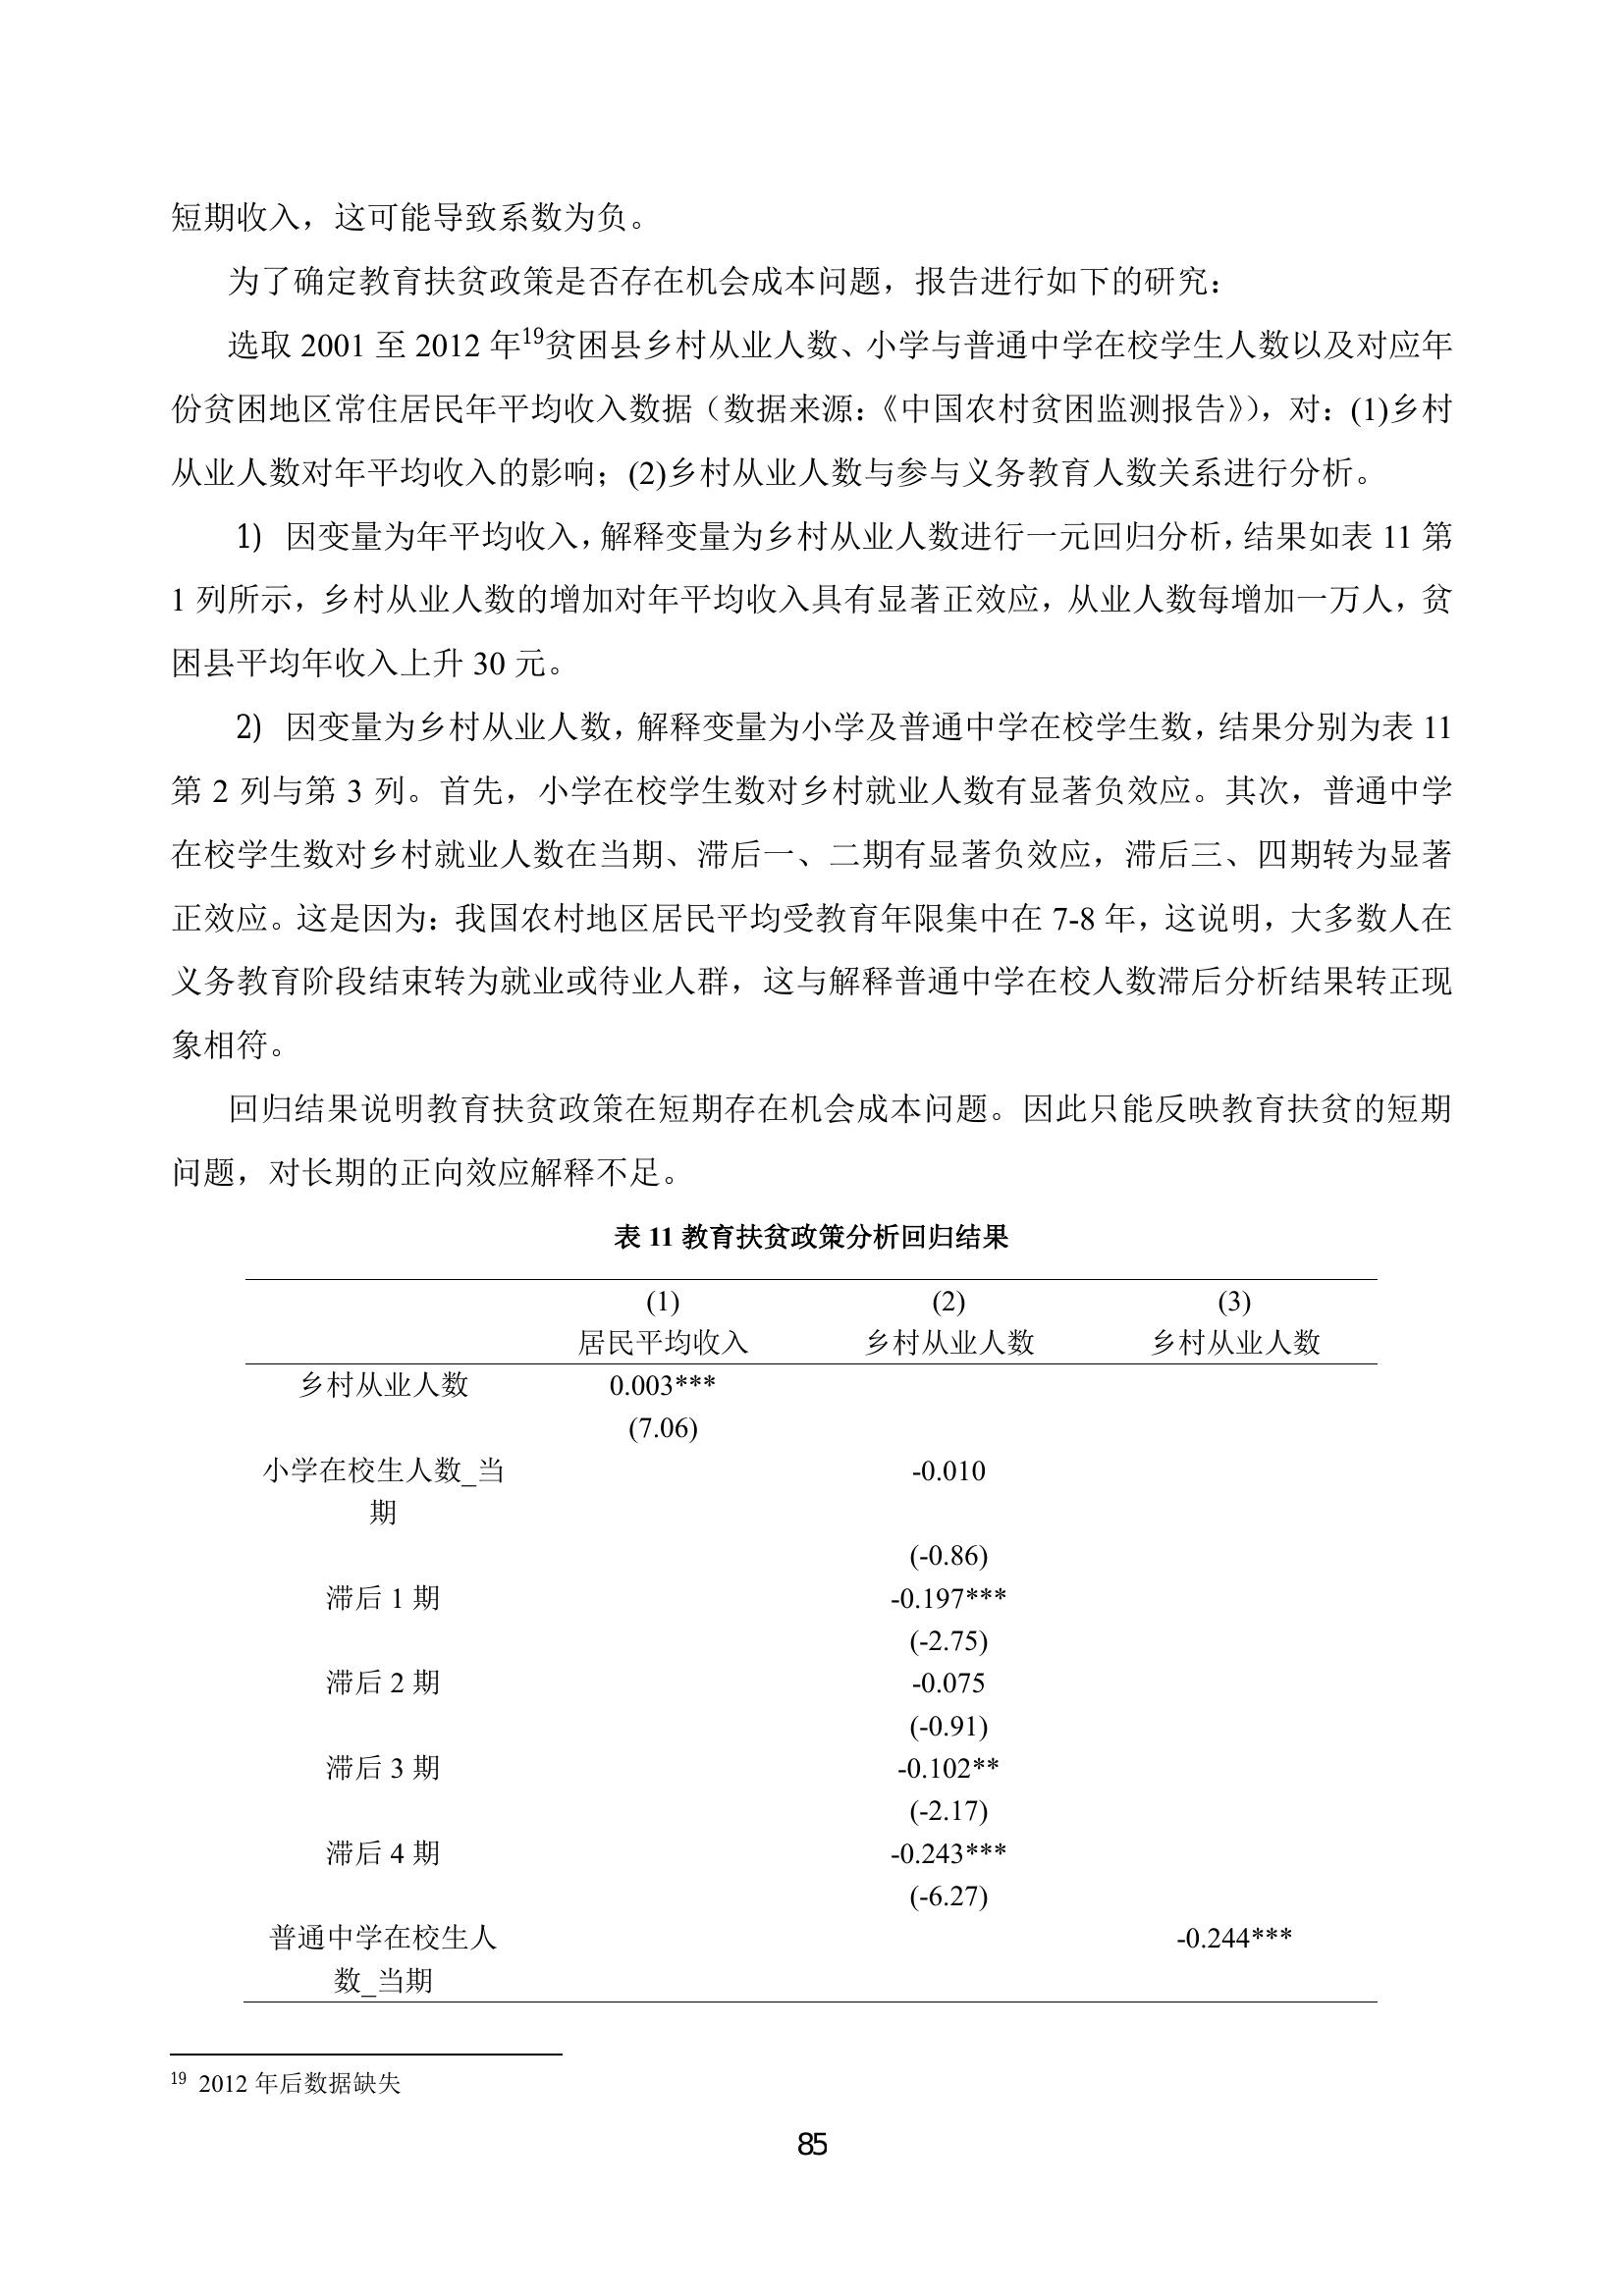 短期收入，这可能导致系数为负。
为了确定教育扶贫政策是否存在机会成本问题，报告进行如下的研究：
选取 2001 至 2012 年19贫困县乡村从业人数、小学与普通中学在校学生人数以及对应年
份贫困地区常住居民年平均收入数据（数据来源：《中国农村贫困监测报告》），对：(1)乡村
从业人数对年平均收入的影响；(2)乡村从业人数与参与义务教育人数关系进行分析。
1) 因变量为年平均收入，解释变量为乡村从业人数进行一元回归分析，结果如表 11 第
1 列所示，乡村从业人数的增加对年平均收入具有显著正效应，从业人数每增加一万人，贫
困县平均年收入上升 30 元。
2) 因变量为乡村从业人数，解释变量为小学及普通中学在校学生数，结果分别为表 11
第 2 列与第 3 列。首先，小学在校学生数对乡村就业人数有显著负效应。其次，普通中学
在校学生数对乡村就业人数在当期、滞后一、二期有显著负效应，滞后三、四期转为显著
正效应。这是因为：我国农村地区居民平均受教育年限集中在 7-8 年，这说明，大多数人在
义务教育阶段结束转为就业或待业人群，这与解释普通中学在校人数滞后分析结果转正现
象相符。
回归结果说明教育扶贫政策在短期存在机会成本问题。因此只能反映教育扶贫的短期
问题，对长期的正向效应解释不足。
表 11 教育扶贫政策分析回归结果
(1) (2) (3)
居民平均收入 乡村从业人数 乡村从业人数
乡村从业人数 0.003***
(7.06)
小学在校生人数_当 -0.010
期
(-0.86)
滞后 1 期 -0.197***
(-2.75)
滞后 2 期 -0.075
(-0.91)
滞后 3 期 -0.102**
(-2.17)
滞后 4 期 -0.243***
(-6.27)
普通中学在校生人 -0.244***
数_当期
19 2012 年后数据缺失
85